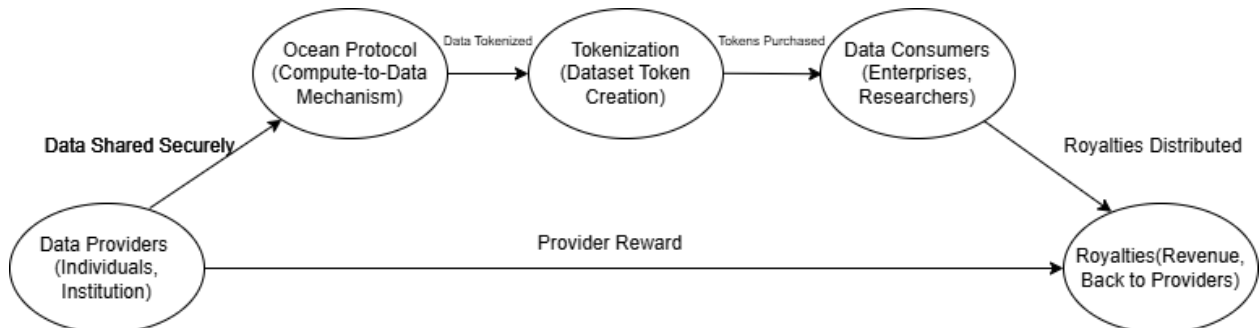 Ocean Protocol
(Compute-to-Data
Mechanism)
Data Tokenized
Tokenization
(Dataset Token
Creation)
Tokens Purchased
Data Consumers
(Enterprises,
Researchers)
Data Shared Securely
Royalties Distributed
Data Providers
(Individuals,
Institution)
Provider Reward
Royalties(Revenue,
Back to Providers)